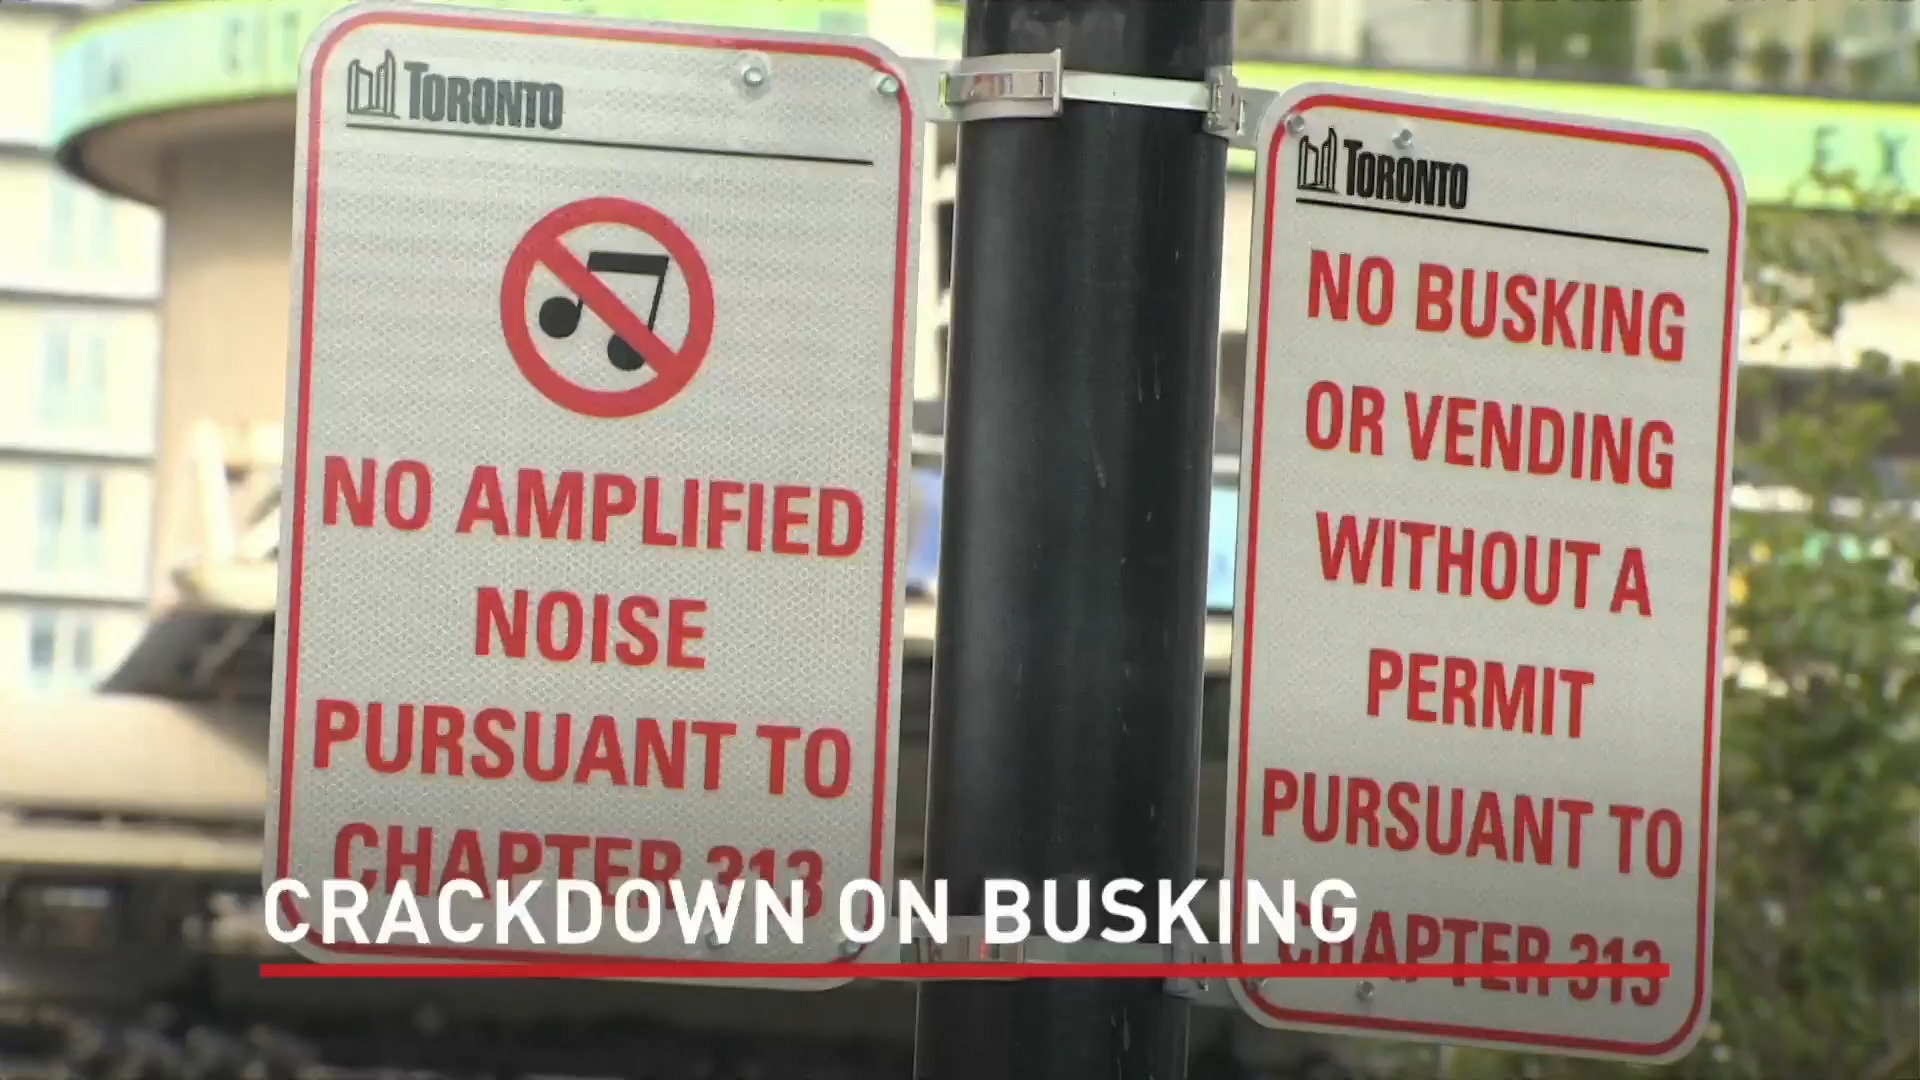 TORONTO
NO AMPLIFIED
NOISE
PURSUANT TO
CHAPTER 313
TORONTO
NO BUSKING
OR VENDING
WITHOUT A
PERMIT
PURSUANT TO
CHAPTER 313
CRACKDOWN ON BUSKING